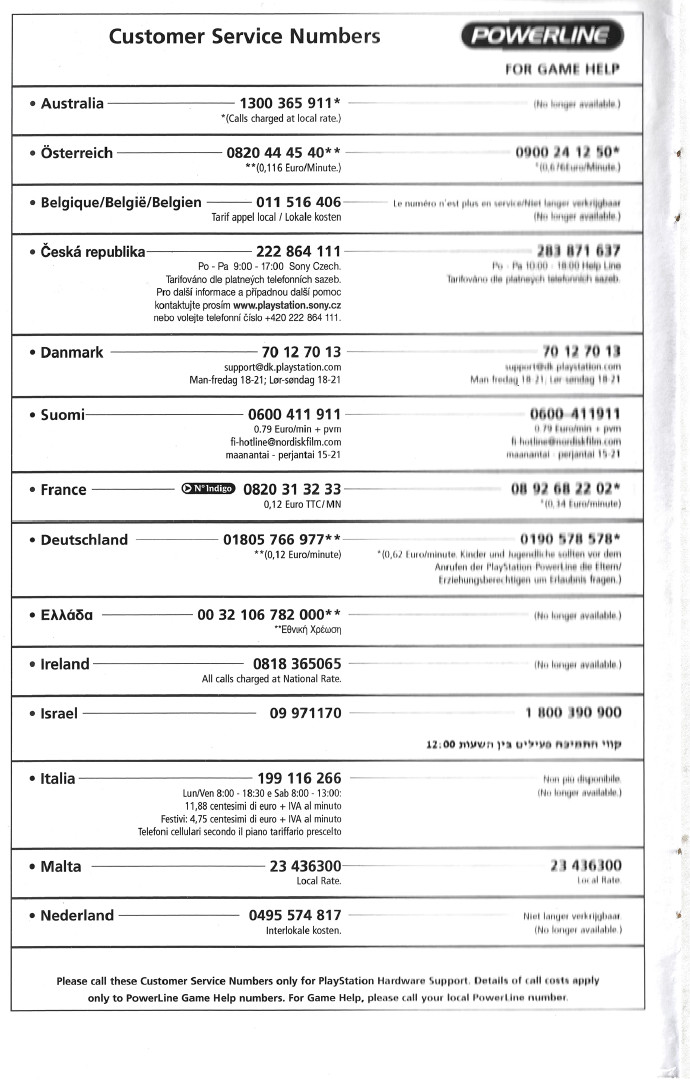 Customer Service Numbers
POWERLINE
FOR GAME HELP
• Australia 1300 365 911* (No longer available.)
*(Calls charged at local rate.)
• Österreich 0820 44 45 40** 0900 24 12 50*
**(0,116 Euro/Minute.) *(0,676Euro/Minute.)
• Belgique/België/Belgien 011 516 406 Le numéro n'est plus en service/Niet langer verkrijgbaar
Tarif appel local / Lokale kosten (No longer available.)
• Česká republika 222 864 111 283 871 637
Po - Pa 9:00 - 17:00 Sony Czech. Po - Pa 10:00 - 18:00 Help Line
Tarifováno dle platneých telefonních sazeb. Tarifováno dle platneých telefonních sazeb.
Pro další informace a případnou další pomoc
kontaktujte prosím www.playstation.sony.cz
nebo volejte telefonní číslo +420 222 864 111.
• Danmark 70 12 70 13 70 12 70 13
support@dk.playstation.com support@dk.playstation.com
Man-fredag 18-21; Lør-søndag 18-21 Man fredag 18-21; Lør søndag 18-21
• Suomi 0600 411 911 0600 411911
0.79 Euro/min + pvm 0.79 Euro/min + pvm
fi-hotline@nordiskfilm.com fi-hotline@nordiskfilm.com
maanantai - perjantai 15-21 maanantai - perjantai 15-21
• France N°Indigo 0820 31 32 33 08 92 68 22 02*
0,12 Euro TTC/MN *(0,34 Euro/minute)
• Deutschland 01805 766 977** 0190 578 578*
**(0,12 Euro/minute) *(0,62 Euro/minute. Kinder und Jugendliche sollten vor dem
Anrufen der PlayStation PowerLine die Eltern/
Erziehungsberechtigen um Erlaubnis fragen.)
• Ελλάδα 00 32 106 782 000** (No longer available.)
**Εθνική Χρέωση
• Ireland 0818 365065 (No longer available.)
All calls charged at National Rate.
• Israel 09 971170 1 800 390 900
קווי התמיכה פעילים בין השעות 12:00
• Italia 199 116 266 Non più disponibile.
Lun/Ven 8:00 - 18:30 e Sab 8:00 - 13:00: (No longer available.)
11,88 centesimi di euro + IVA al minuto
Festivi: 4,75 centesimi di euro + IVA al minuto
Telefoni cellulari secondo il piano tariffario prescelto
• Malta 23 436300 23 436300
Local Rate. Local Rate.
• Nederland 0495 574 817 Niet langer verkrijgbaar.
Interlokale kosten. (No longer available.)
Please call these Customer Service Numbers only for PlayStation Hardware Support. Details of call costs apply
only to PowerLine Game Help numbers. For Game Help, please call your local PowerLine number.